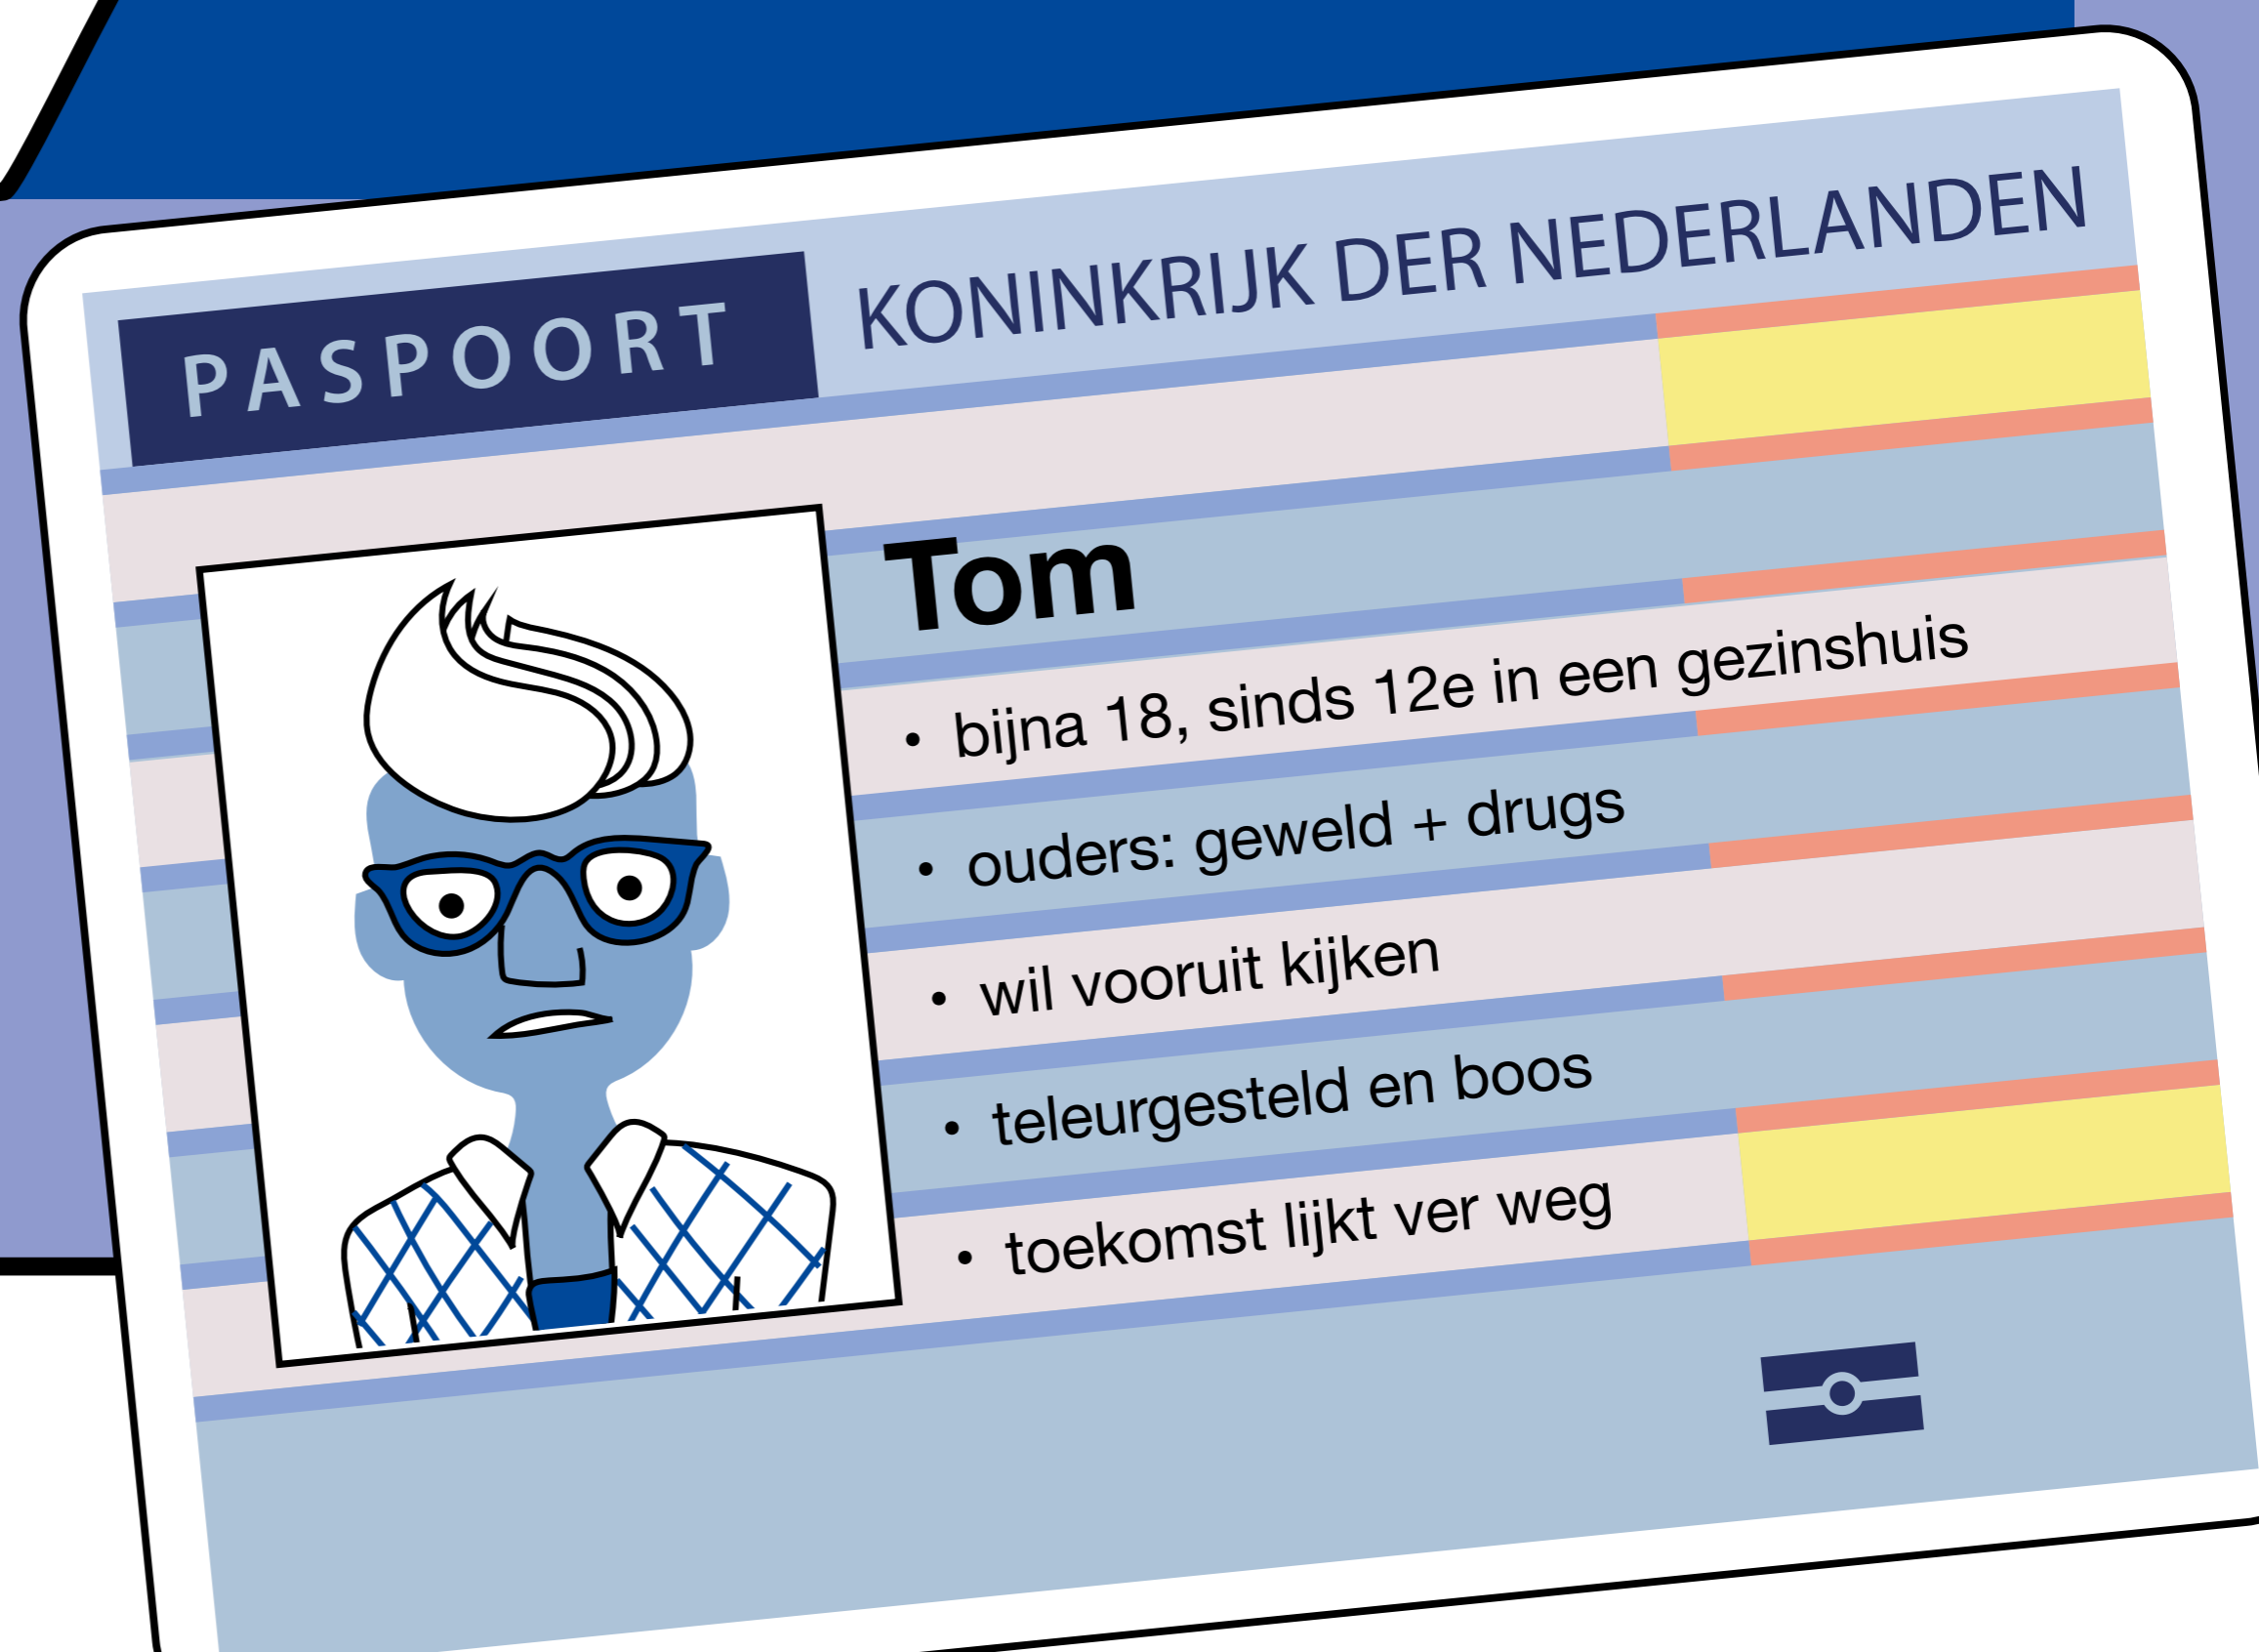 PASPOORT KONINKRIJK DER NEDERLANDEN
Tom
• bijna 18, sinds 12e in een gezinshuis
• ouders: geweld + drugs
• wil vooruit kijken
• teleurgesteld en boos
• toekomst lijkt ver weg